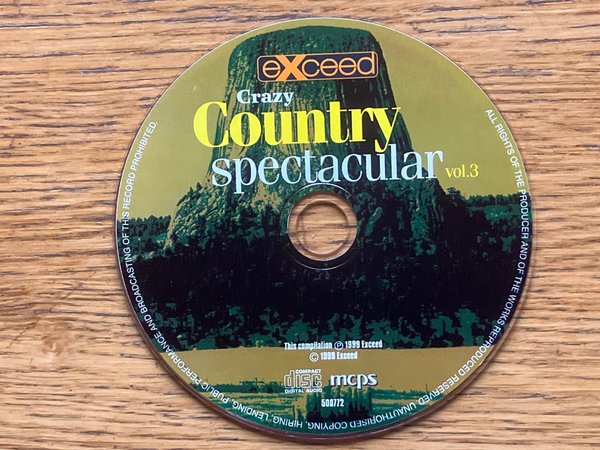 eXceed
Crazy
Country
spectacular vol.3
This compilation ℗ 1999 Exceed
© 1999 Exceed
COMPACT
disc
DIGITAL AUDIO
mcps
500772
ALL RIGHTS OF THE PRODUCER AND OF THE WORKS REPRODUCED RESERVED. UNAUTHORISED COPYING, HIRING, LENDING, PUBLIC PERFORMANCE AND BROADCASTING OF THIS RECORD PROHIBITED.